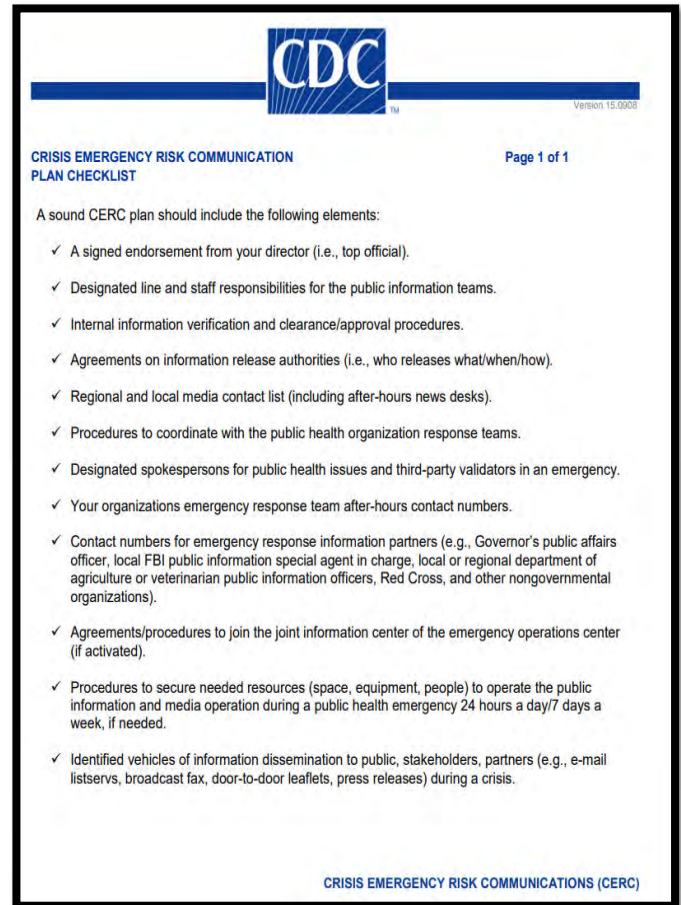 CDC
TM
Version 15.0908
CRISIS EMERGENCY RISK COMMUNICATION
PLAN CHECKLIST
Page 1 of 1
A sound CERC plan should include the following elements:
✓ A signed endorsement from your director (i.e., top official).
✓ Designated line and staff responsibilities for the public information teams.
✓ Internal information verification and clearance/approval procedures.
✓ Agreements on information release authorities (i.e., who releases what/when/how).
✓ Regional and local media contact list (including after-hours news desks).
✓ Procedures to coordinate with the public health organization response teams.
✓ Designated spokespersons for public health issues and third-party validators in an emergency.
✓ Your organizations emergency response team after-hours contact numbers.
✓ Contact numbers for emergency response information partners (e.g., Governor's public affairs
officer, local FBI public information special agent in charge, local or regional department of
agriculture or veterinarian public information officers, Red Cross, and other nongovernmental
organizations).
✓ Agreements/procedures to join the joint information center of the emergency operations center
(if activated).
✓ Procedures to secure needed resources (space, equipment, people) to operate the public
information and media operation during a public health emergency 24 hours a day/7 days a
week, if needed.
✓ Identified vehicles of information dissemination to public, stakeholders, partners (e.g., e-mail
listservs, broadcast fax, door-to-door leaflets, press releases) during a crisis.
CRISIS EMERGENCY RISK COMMUNICATIONS (CERC)